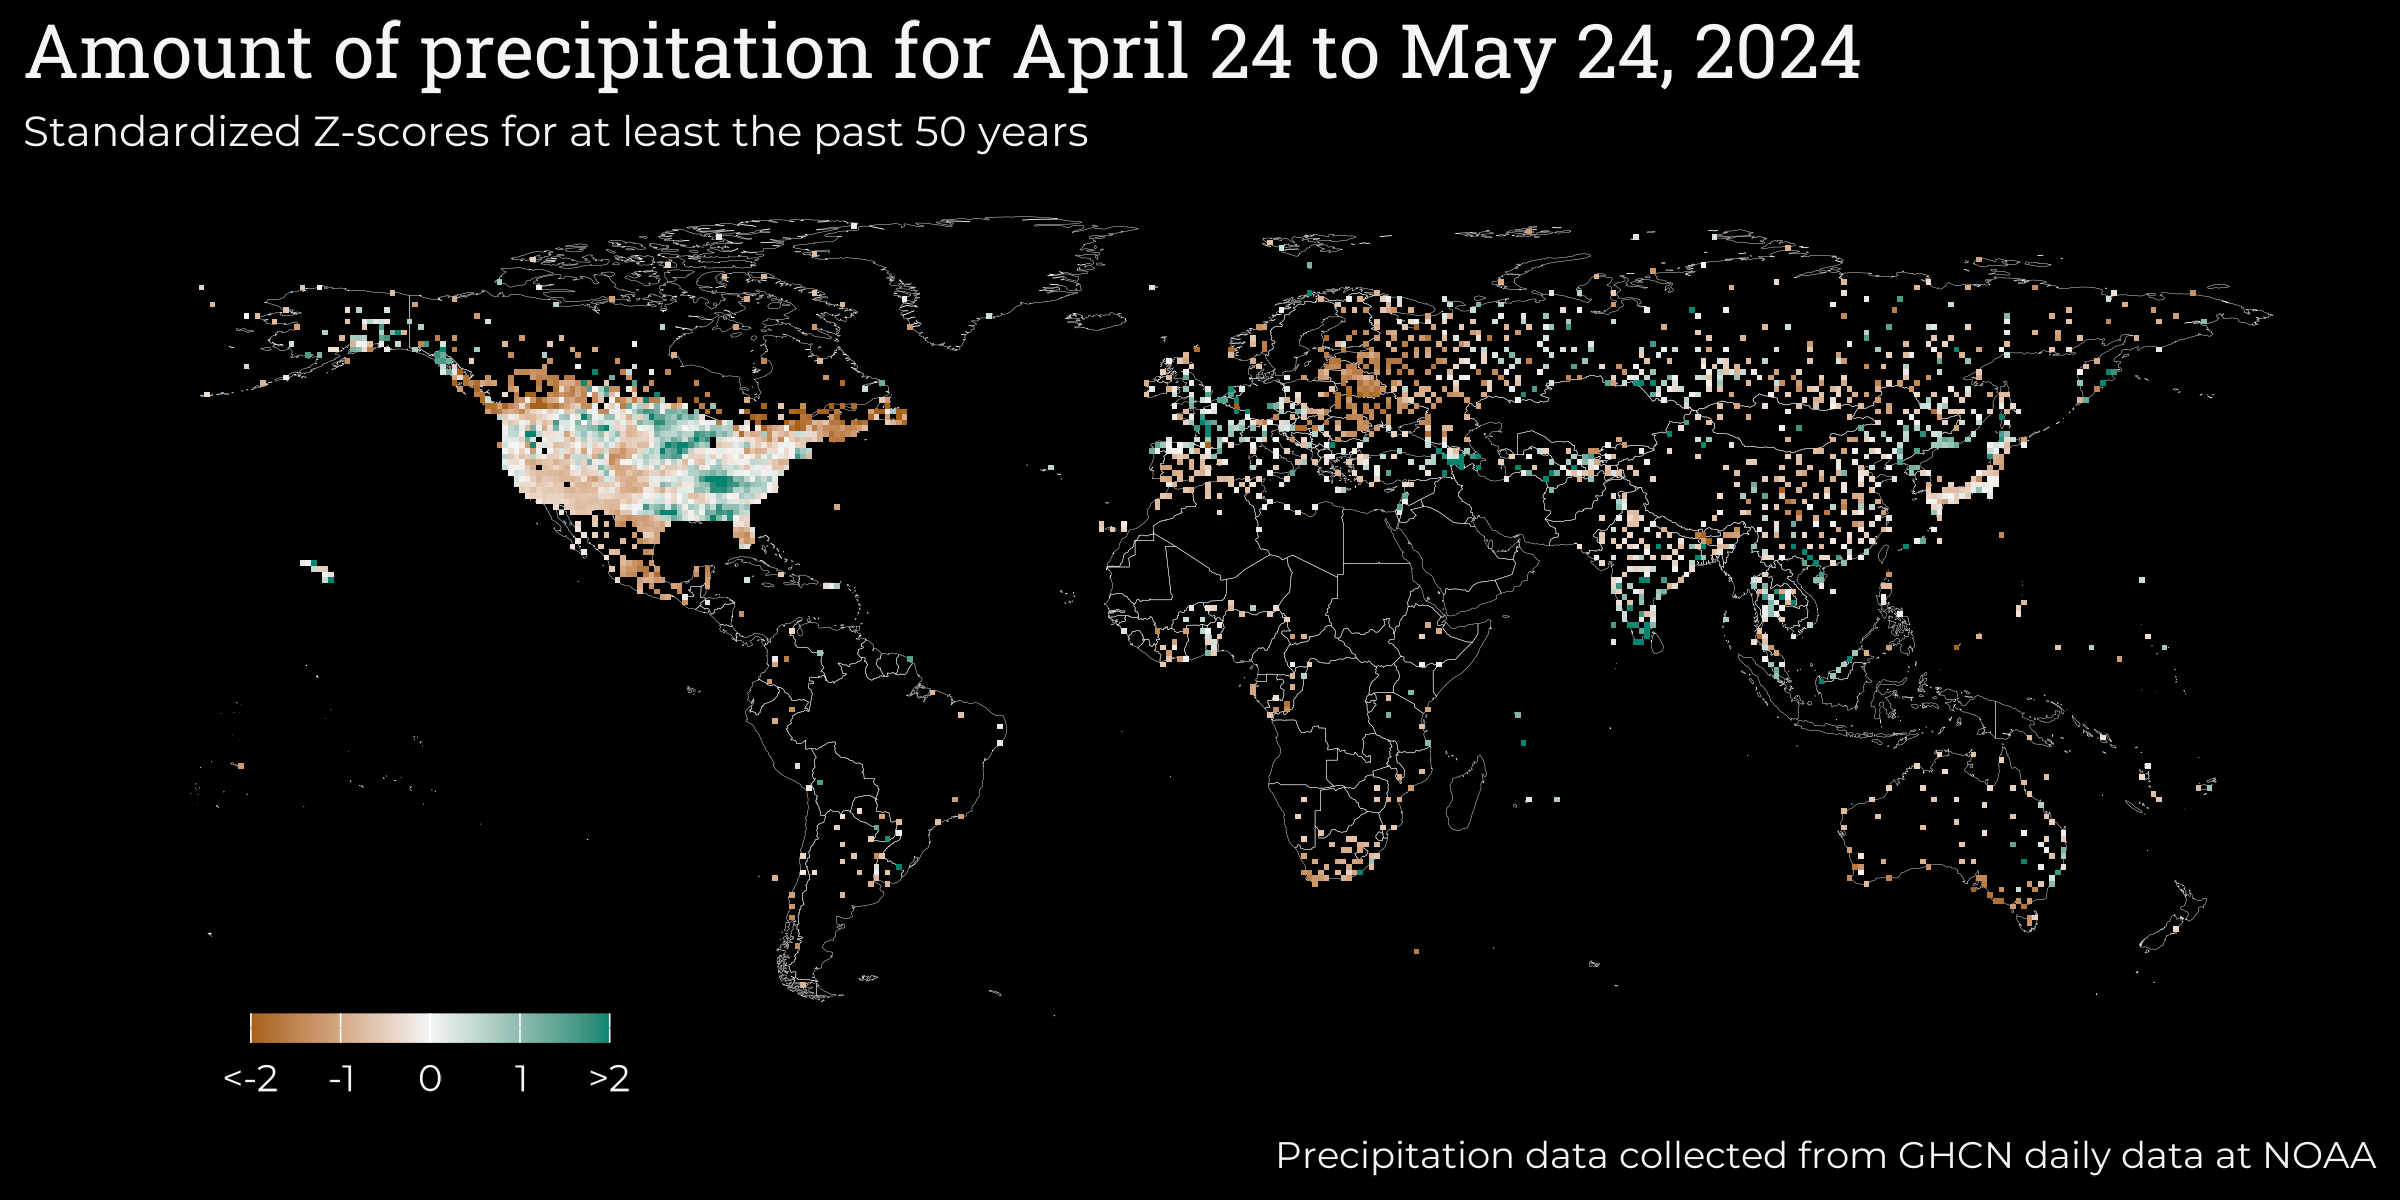 Amount of precipitation for April 24 to May 24, 2024
Standardized Z-scores for at least the past 50 years
<-2 -1 0 1 >2
Precipitation data collected from GHCN daily data at NOAA